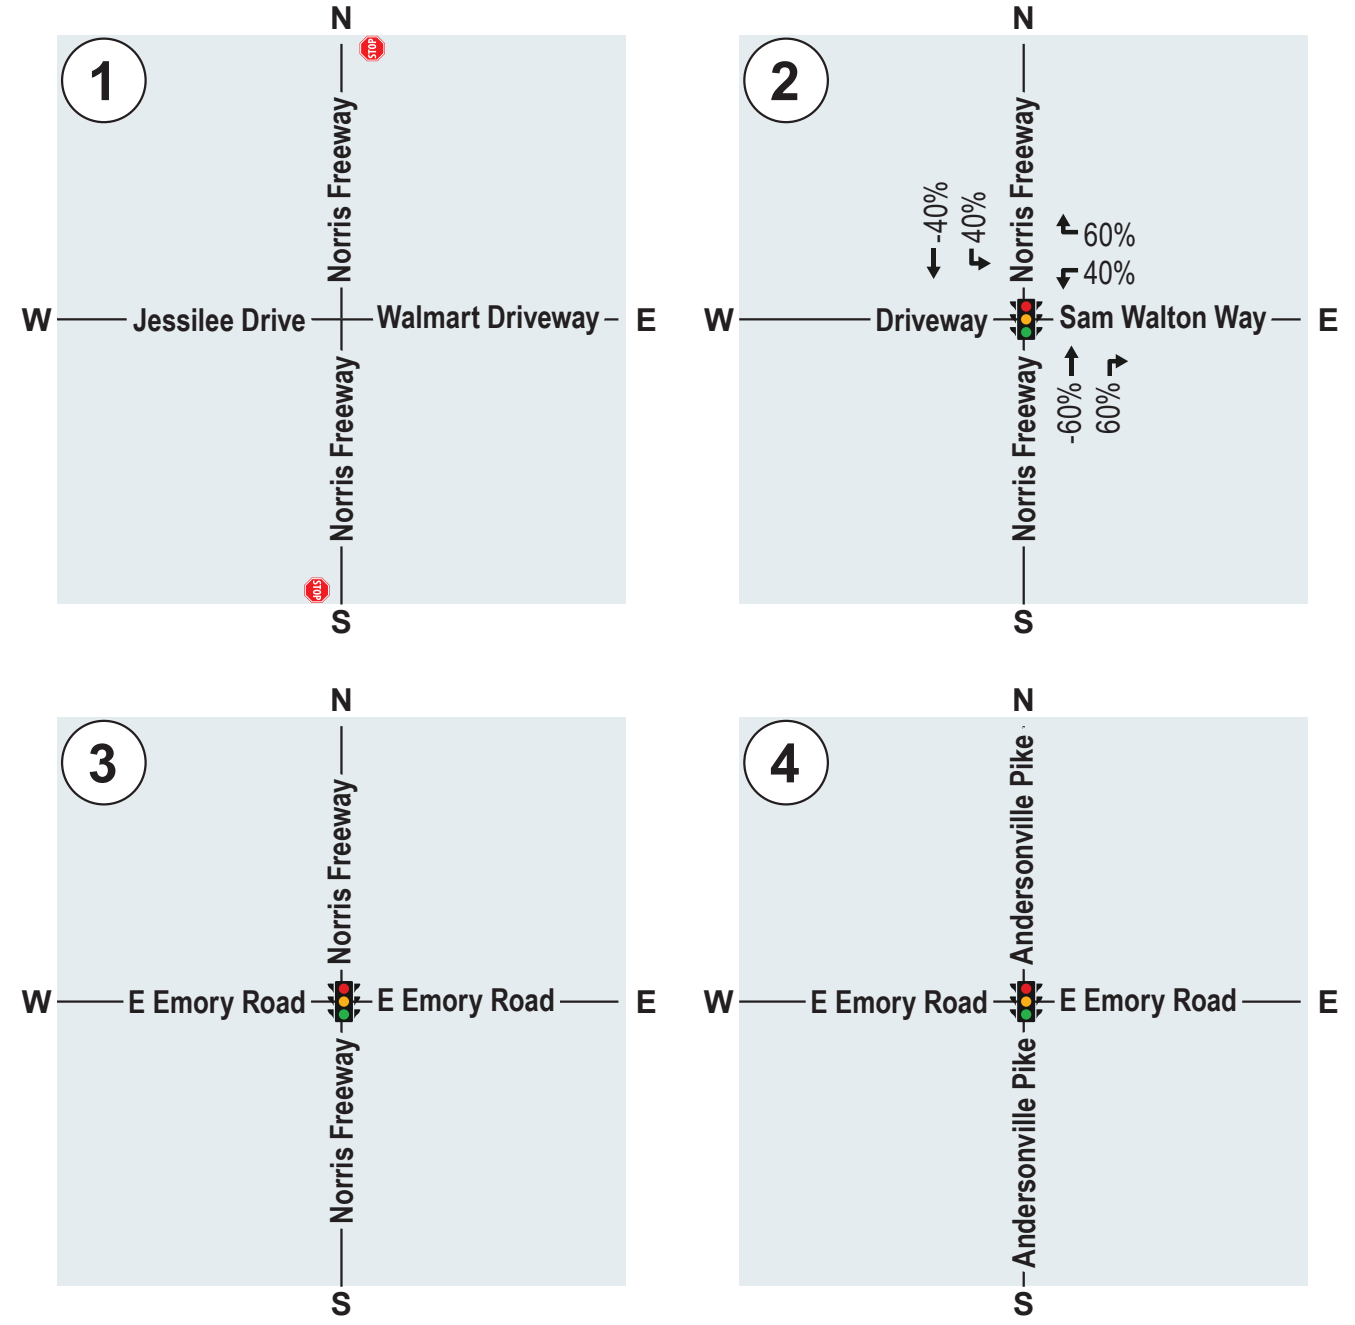 N
1
STOP
Norris Freeway
W
Jessilee Drive
Walmart Driveway
E
Norris Freeway
STOP
S
N
2
Norris Freeway
-40%
40%
60%
40%
W
Driveway
Sam Walton Way
E
-60%
60%
Norris Freeway
S
N
3
Norris Freeway
W
E Emory Road
E Emory Road
E
Norris Freeway
S
N
4
Andersonville Pike
W
E Emory Road
E Emory Road
E
Andersonville Pike
S